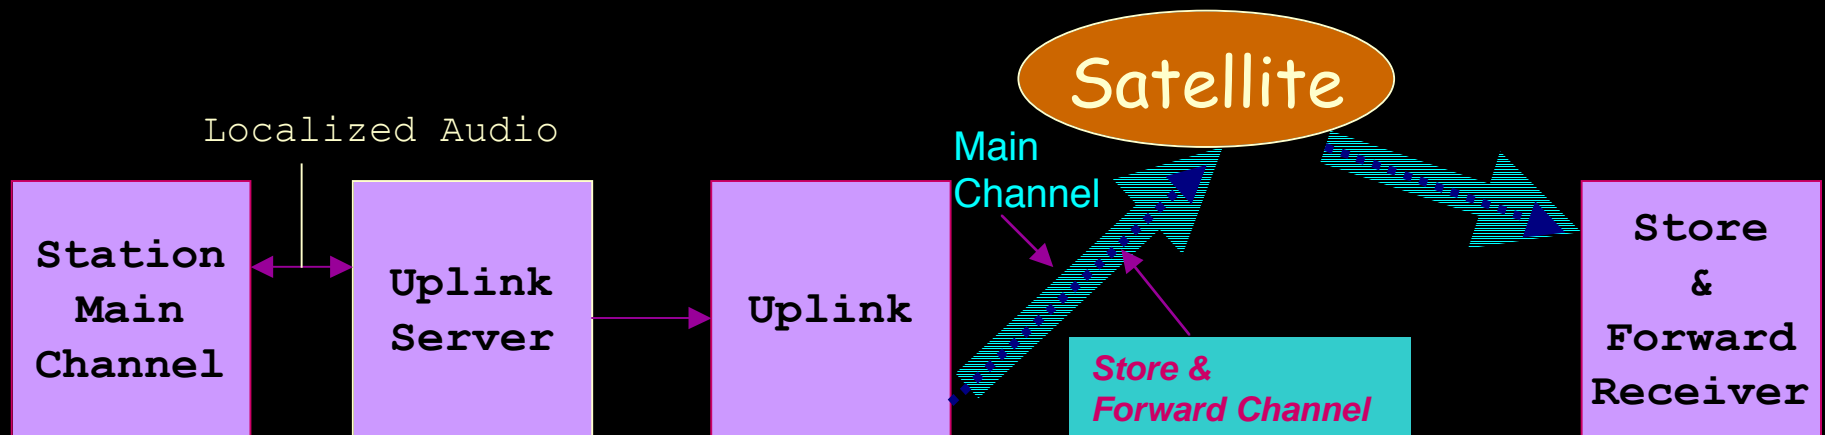 Satellite
Localized Audio
Main
Channel
Station
Main
Channel
Uplink
Server
Uplink
Store &
Forward Channel
Store
&
Forward
Receiver